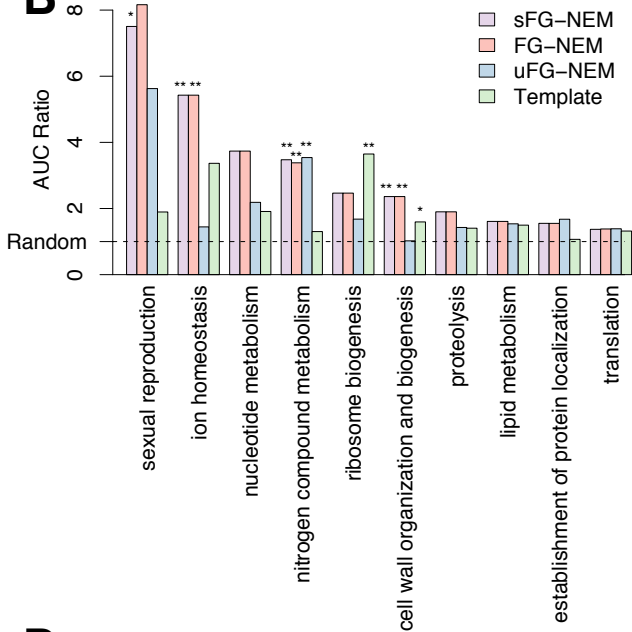 B
8
6
4
2
0
AUC Ratio
Random
sFG−NEM
FG−NEM
uFG−NEM
Template
*
** **
**
**
**
**
** **
*
sexual reproduction
ion homeostasis
nucleotide metabolism
nitrogen compound metabolism
ribosome biogenesis
cell wall organization and biogenesis
proteolysis
lipid metabolism
establishment of protein localization
translation